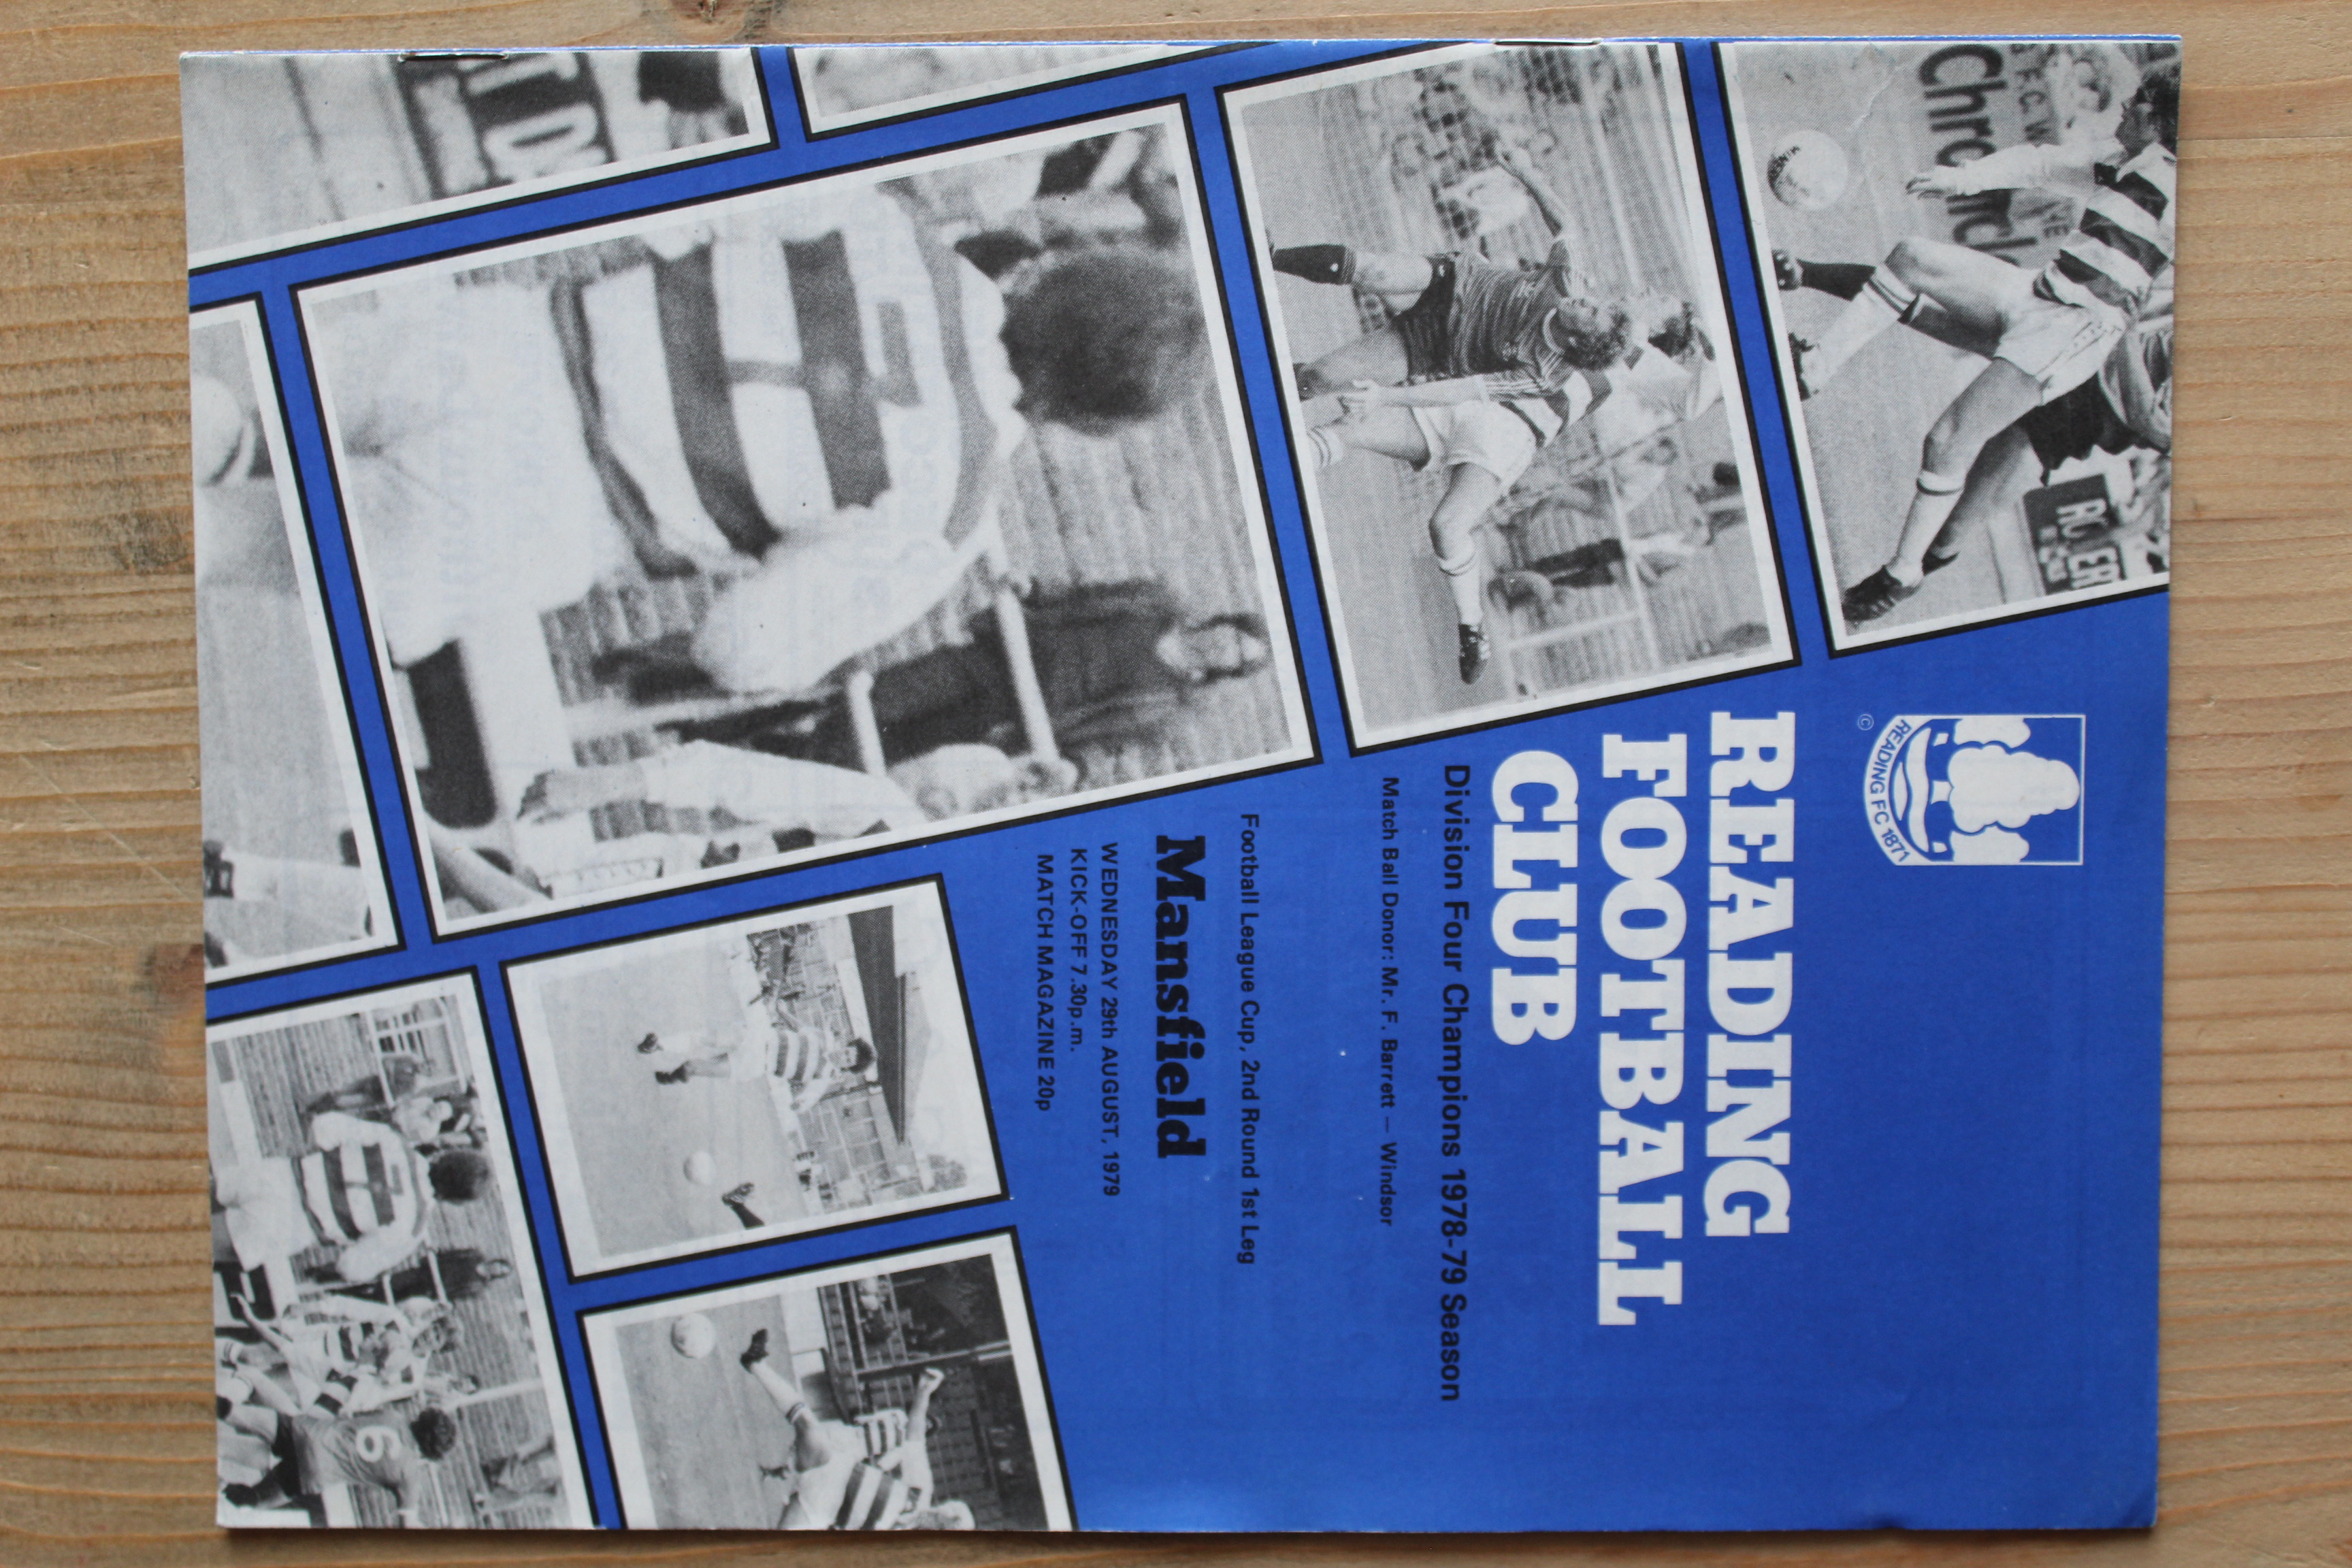 READING FC 1871
©
READING
FOOTBALL
CLUB
Division Four Champions 1978-79 Season
Match Ball Donor: Mr. F. Barrett — Windsor
Football League Cup, 2nd Round 1st Leg
Mansfield
WEDNESDAY 29th AUGUST, 1979
KICK-OFF 7.30p.m.
MATCH MAGAZINE 20p
6